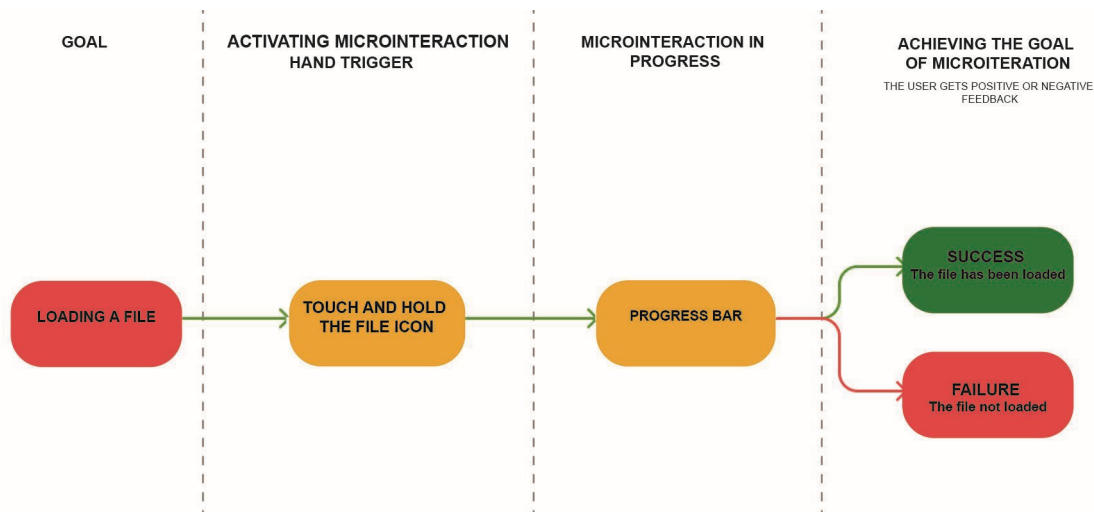 GOAL
ACTIVATING MICROINTERACTION
HAND TRIGGER
MICROINTERACTION IN
PROGRESS
ACHIEVING THE GOAL
OF MICROITERATION
THE USER GETS POSITIVE OR NEGATIVE
FEEDBACK
LOADING A FILE
TOUCH AND HOLD
THE FILE ICON
PROGRESS BAR
SUCCESS
The file has been loaded
FAILURE
The file not loaded